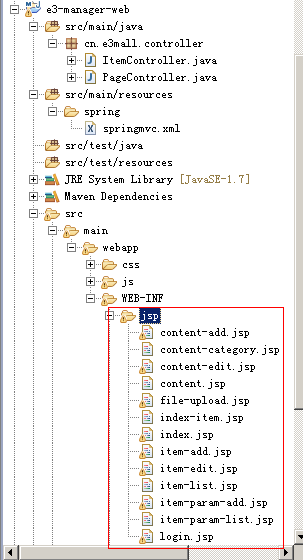 e3-manager-web
src/main/java
cn.e3mall.controller
ItemController.java
PageController.java
src/main/resources
spring
springmvc.xml
src/test/java
src/test/resources
JRE System Library [JavaSE-1.7]
Maven Dependencies
src
main
webapp
css
js
WEB-INF
jsp
content-add.jsp
content-category.jsp
content-edit.jsp
content.jsp
file-upload.jsp
index-item.jsp
index.jsp
item-add.jsp
item-edit.jsp
item-list.jsp
item-param-add.jsp
item-param-list.jsp
login.jsp